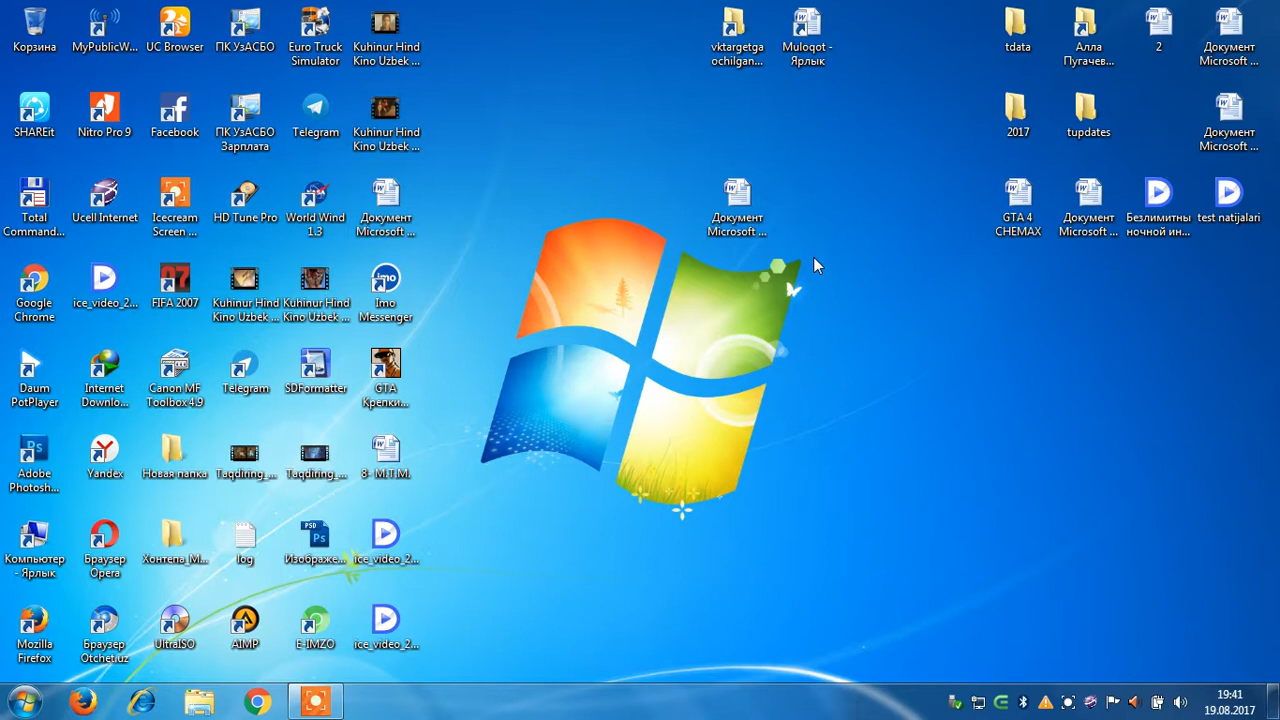 Корзина
MyPublicW...
UC Browser
ПК УзАСБО
Euro Truck
Simulator
Kuhinur Hind
Kino Uzbek ...
vktargetga
ochilgan...
Muloqot -
Ярлык
tdata
Алла
Пугачев...
2
Документ
Microsoft ...
SHAREit
Nitro Pro 9
Facebook
ПК УзАСБО
Зарплата
Telegram
Kuhinur Hind
Kino Uzbek ...
2017
tupdates
Документ
Microsoft ...
Total
Command...
Ucell Internet
Icecream
Screen ...
HD Tune Pro
World Wind
1.3
Документ
Microsoft ...
Документ
Microsoft ...
GTA 4
CHEMAX
Документ
Microsoft ...
Безлимитны
ночной ин...
test natijalari
Google
Chrome
ice_video_2...
FIFA 2007
Kuhinur Hind
Kino Uzbek ...
Kuhinur Hind
Kino Uzbek ...
Imo
Messenger
Daum
PotPlayer
Internet
Downlo...
Canon MF
Toolbox 4.9
Telegram
SDFormatter
GTA
Крепки...
Adobe
Photosh...
Yandex
Новая папка
Taqdiring_...
Taqdiring_...
8- M.T.M.
Компьютер
- Ярлык
Браузер
Opera
Хонтепа_М...
log
Изображе...
ice_video_2...
Mozilla
Firefox
Браузер
Otchet.uz
UltraISO
AIMP
E-IMZO
ice_video_2...
19:41
19.08.2017